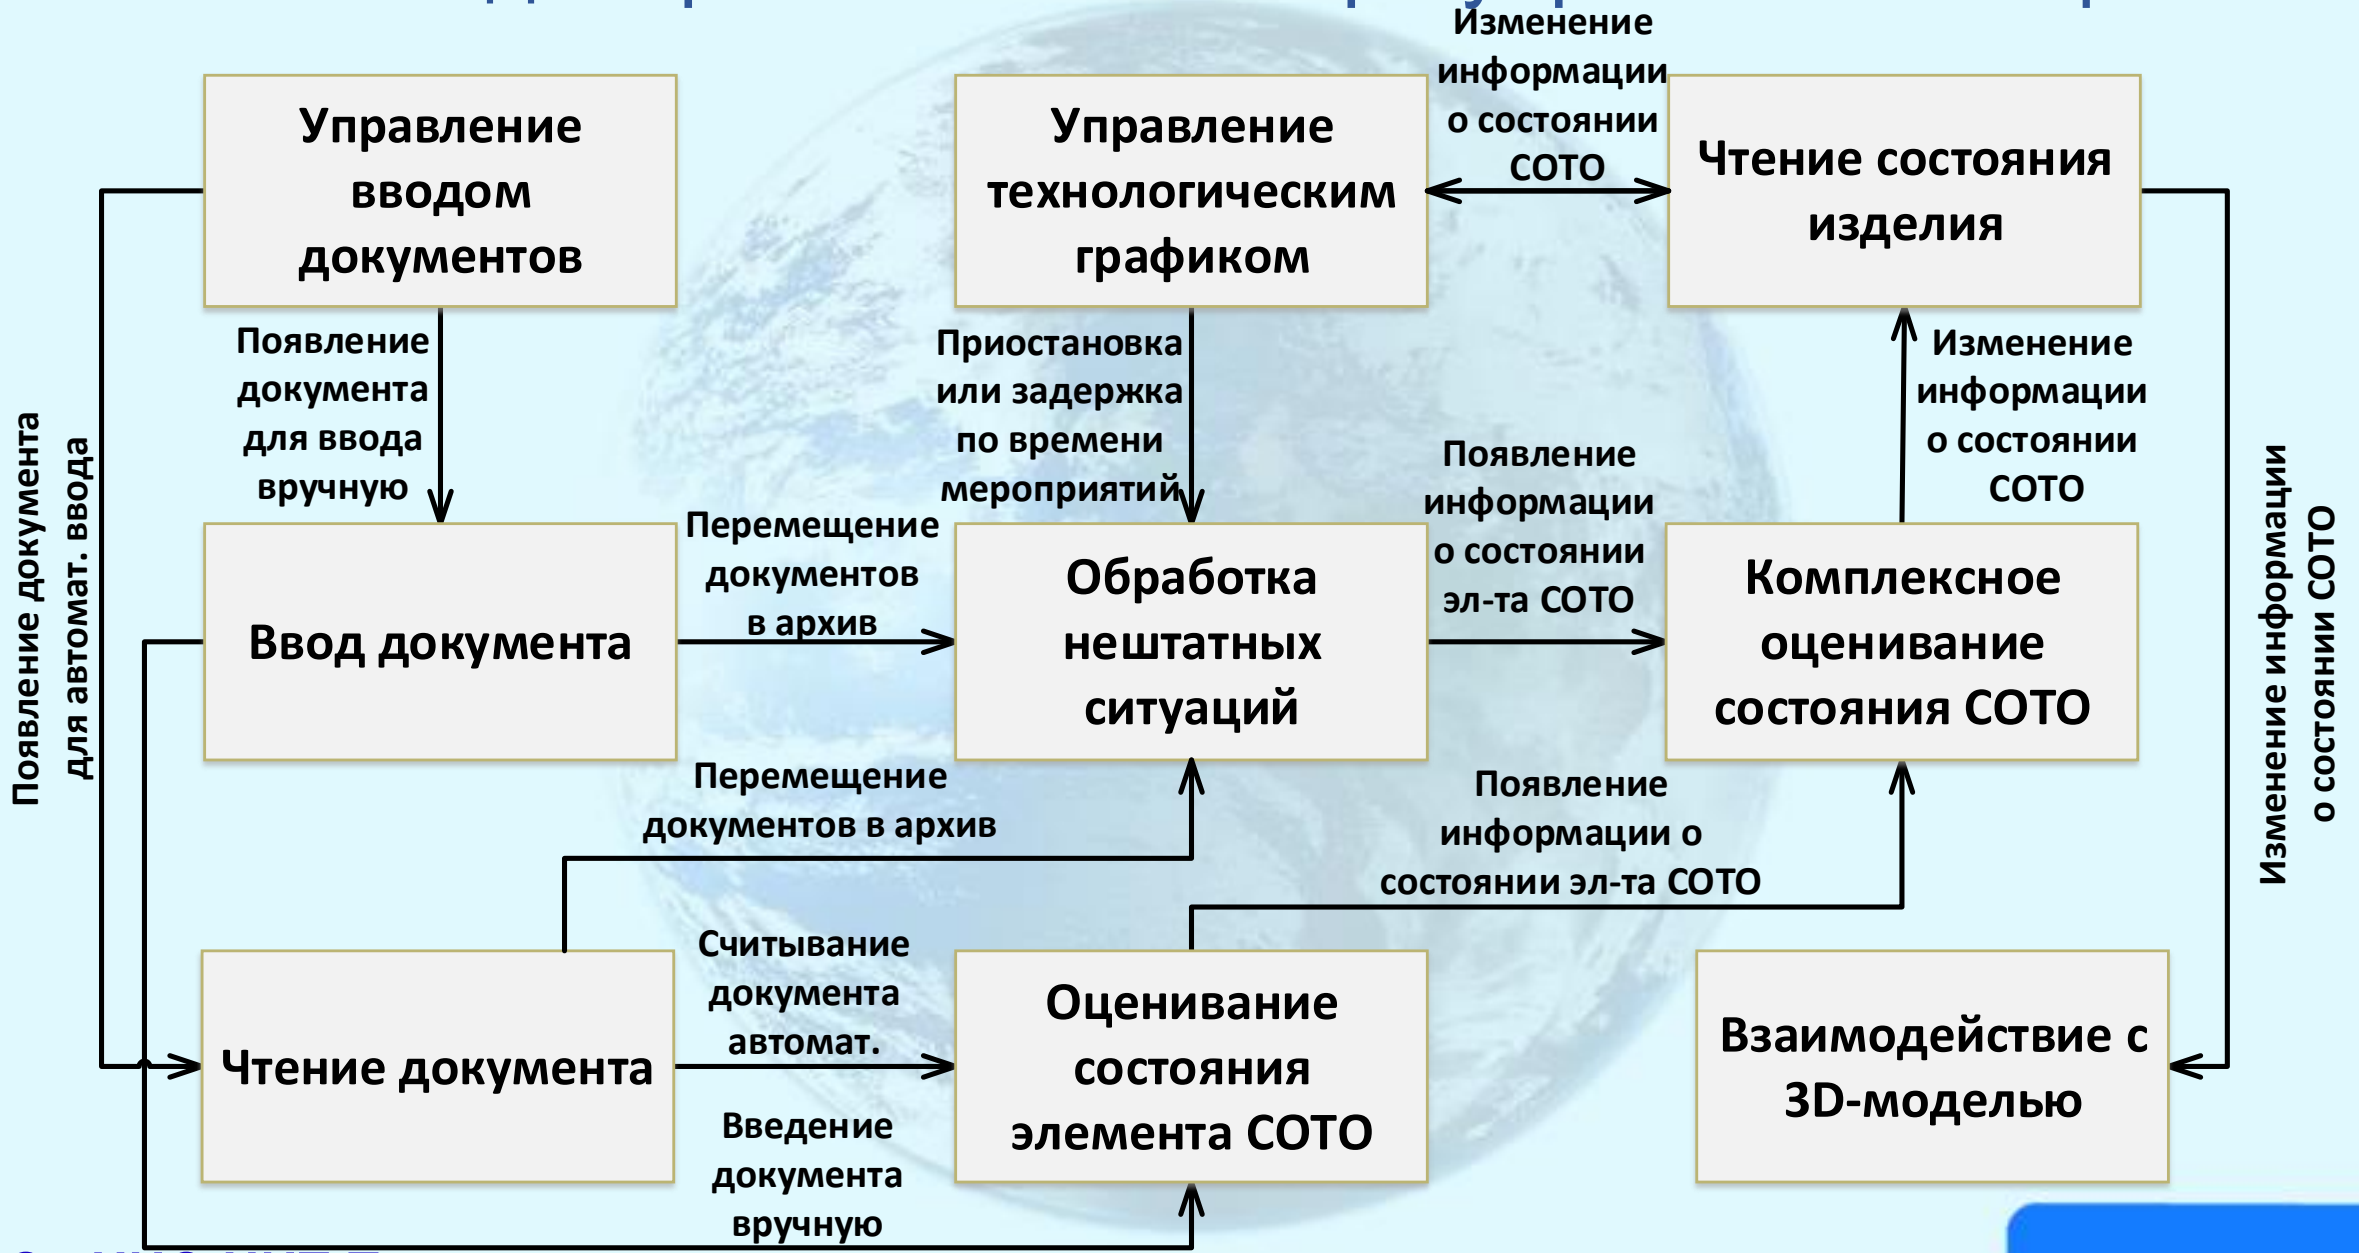 Управление
вводом
документов
Управление
технологическим
графиком
Изменение
информации
о состоянии
СОТО
Чтение состояния
изделия
Появление
документа
для ввода
вручную
Приостановка
или задержка
по времени
мероприятий
Изменение
информации
о состоянии
СОТО
Появление документа
для автомат. ввода
Ввод документа
Перемещение
документов
в архив
Обработка
нештатных
ситуаций
Появление
информации
о состоянии
эл-та СОТО
Комплексное
оценивание
состояния СОТО
Изменение информации
о состоянии СОТО
Перемещение
документов в архив
Появление
информации о
состоянии эл-та СОТО
Чтение документа
Считывание
документа
автомат.
Оценивание
состояния
элемента СОТО
Взаимодействие с
3D-моделью
Введение
документа
вручную